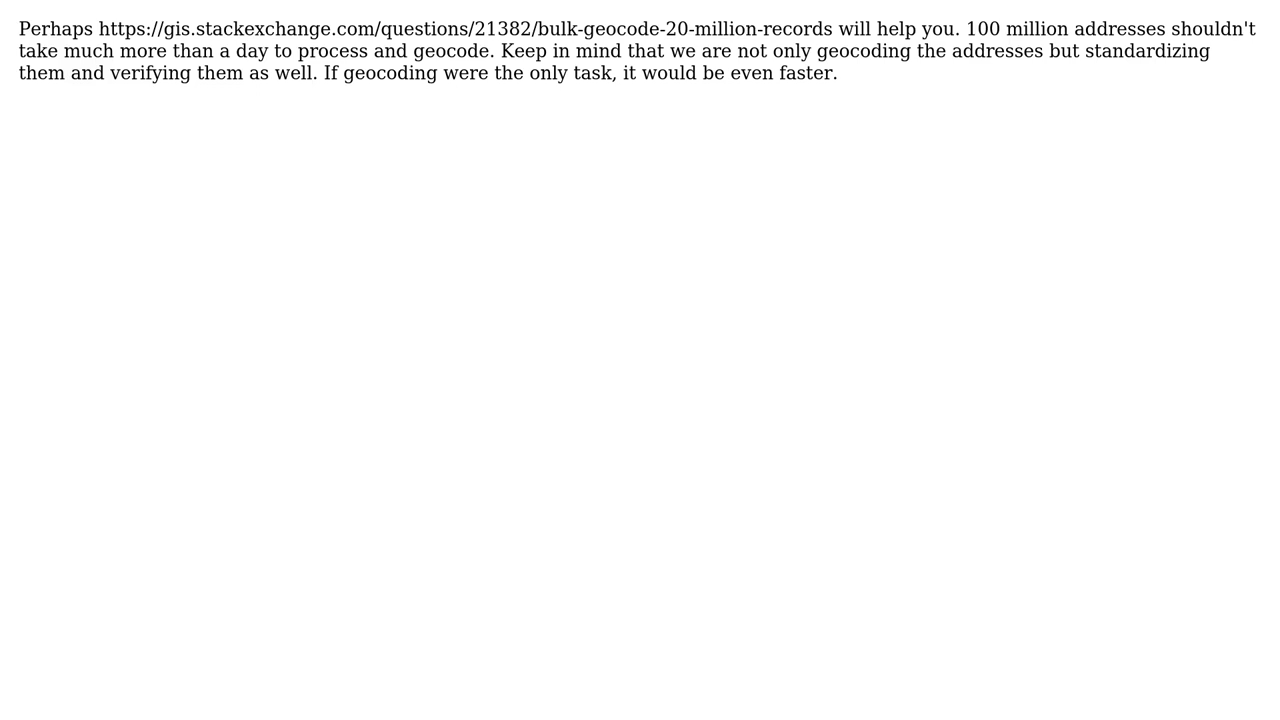 Perhaps https://gis.stackexchange.com/questions/21382/bulk-geocode-20-million-records will help you. 100 million addresses shouldn't
take much more than a day to process and geocode. Keep in mind that we are not only geocoding the addresses but standardizing
them and verifying them as well. If geocoding were the only task, it would be even faster.